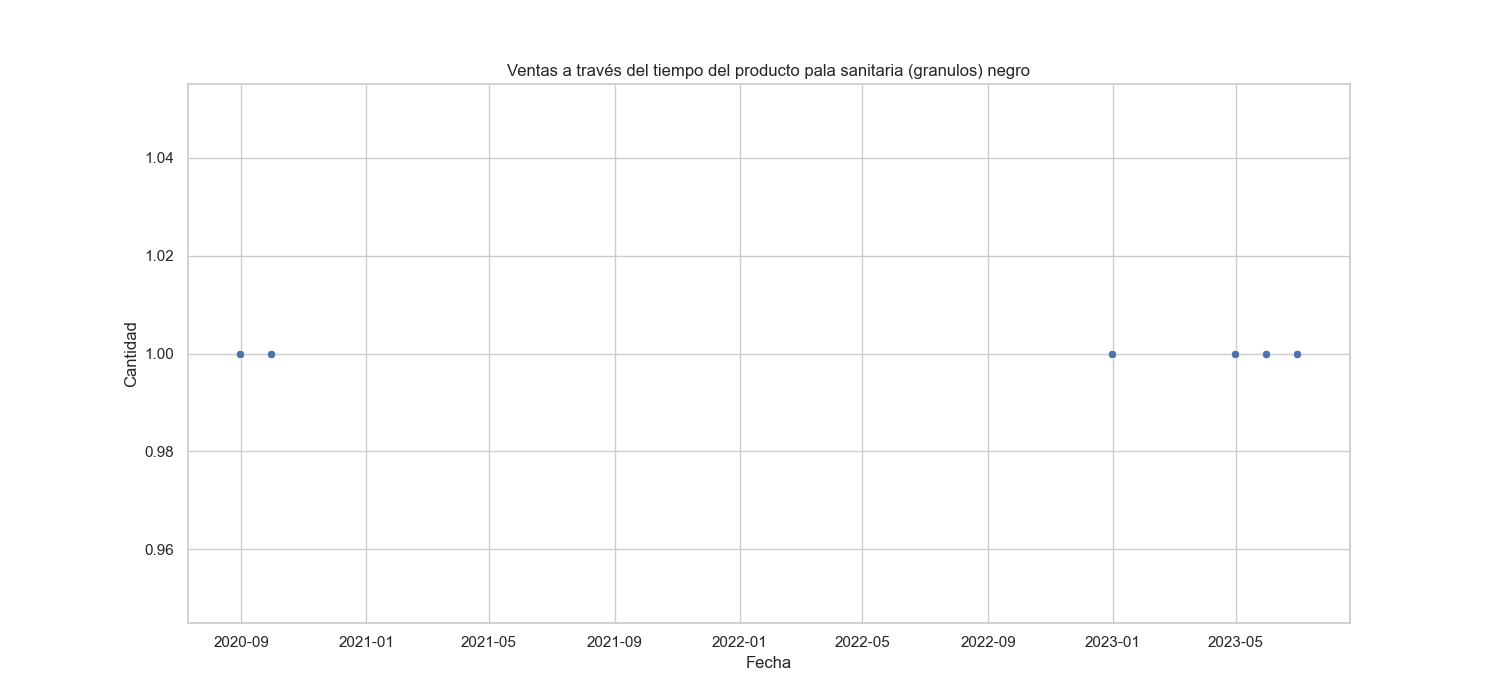 Ventas a través del tiempo del producto pala sanitaria (granulos) negro
1.04
1.02
1.00
0.98
0.96
Cantidad
2020-09 2021-01 2021-05 2021-09 2022-01 2022-05 2022-09 2023-01 2023-05
Fecha